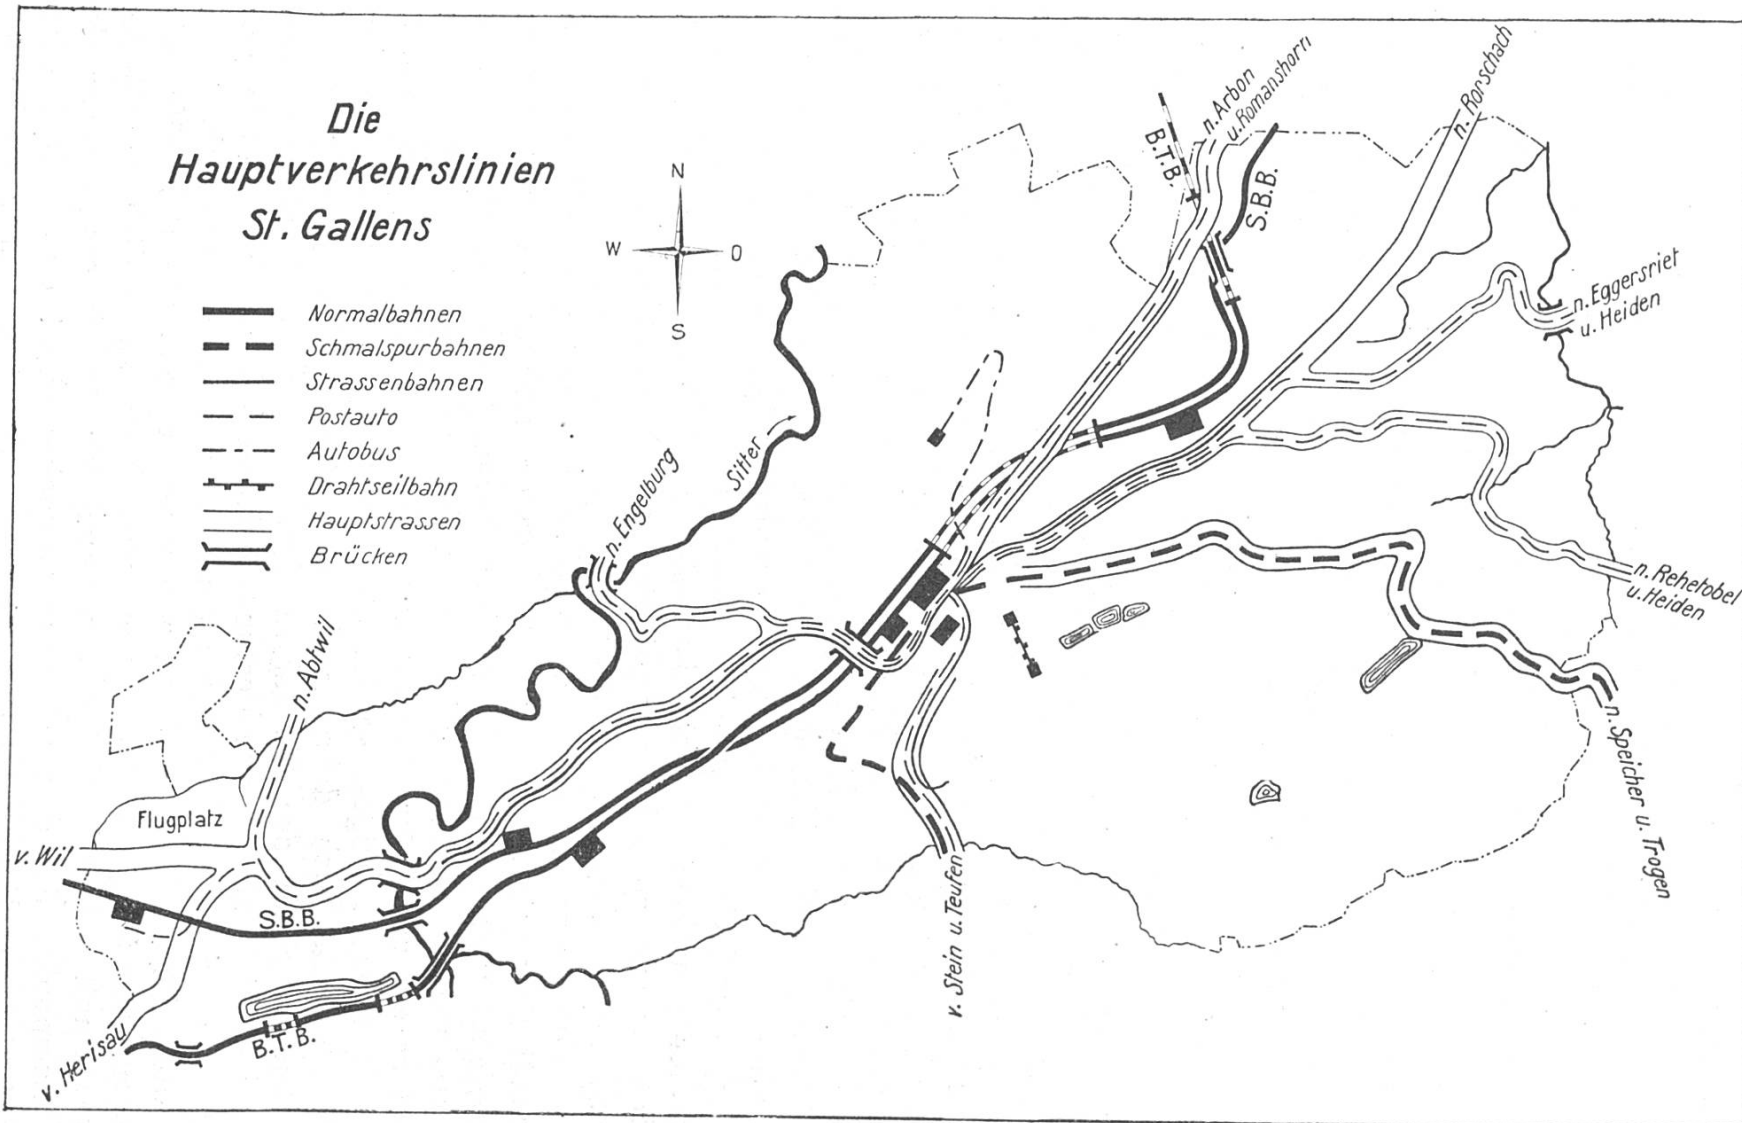 Die
Hauptverkehrslinien
St. Gallens
N
W
O
S
Normalbahnen
Schmalspurbahnen
Strassenbahnen
Postauto
Autobus
Drahtseilbahn
Hauptstrassen
Brücken
B.T.B.
n. Arbon
u. Romanshorn
S.B.B.
n. Rorschach
n. Eggersriet
u. Heiden
Sitter
n. Engelburg
n. Rehetobel
u. Heiden
n. Abtwil
n. Speicher u. Trogen
Flugplatz
v. Wil
S.B.B.
v. Stein u. Teufen
B.T.B.
v. Herisau